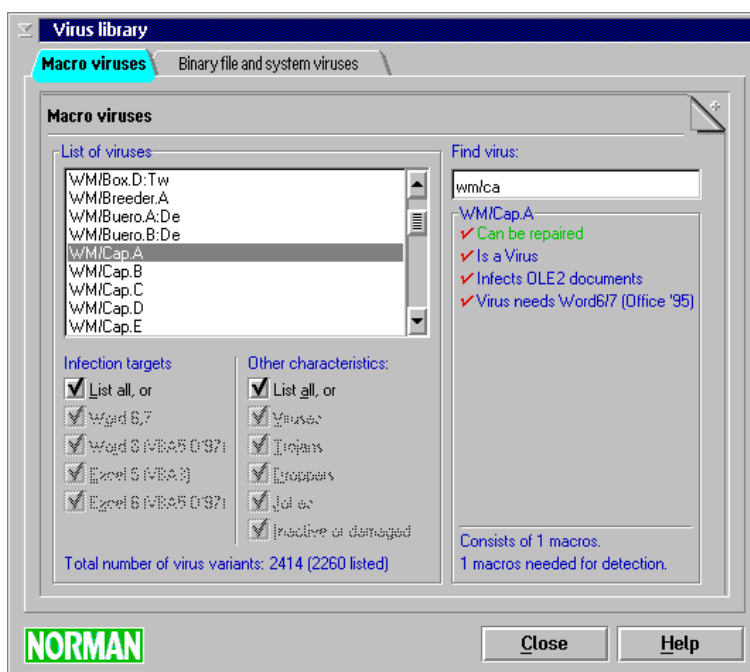 Virus library
Macro viruses
Binary file and system viruses
Macro viruses
List of viruses
WM/Box.D:Tw
WM/Breeder.A
WM/Buero.A:De
WM/Buero.B:De
WM/Cap.A
WM/Cap.B
WM/Cap.C
WM/Cap.D
WM/Cap.E
Find virus:
wm/ca
WM/Cap.A
Can be repaired
Is a Virus
Infects OLE2 documents
Virus needs Word6/7 (Office '95)
Infection targets
List all, or
Word 6,7
Word 8 (VBA5 O'97)
Excel 5 (VBA3)
Excel 8 (VBA5 O'97)
Other characteristics:
List all, or
Viruses
Trojans
Droppers
Jokes
Inactive or damaged
Total number of virus variants: 2414 (2260 listed)
Consists of 1 macros.
1 macros needed for detection.
NORMAN
Close
Help